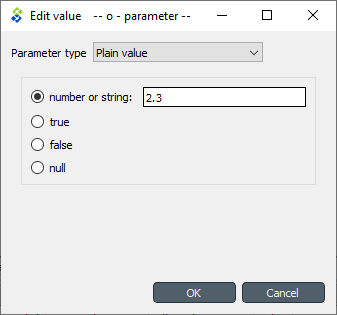 Edit value -- o - parameter --
Parameter type Plain value
number or string: 2.3
true
false
null
OK Cancel